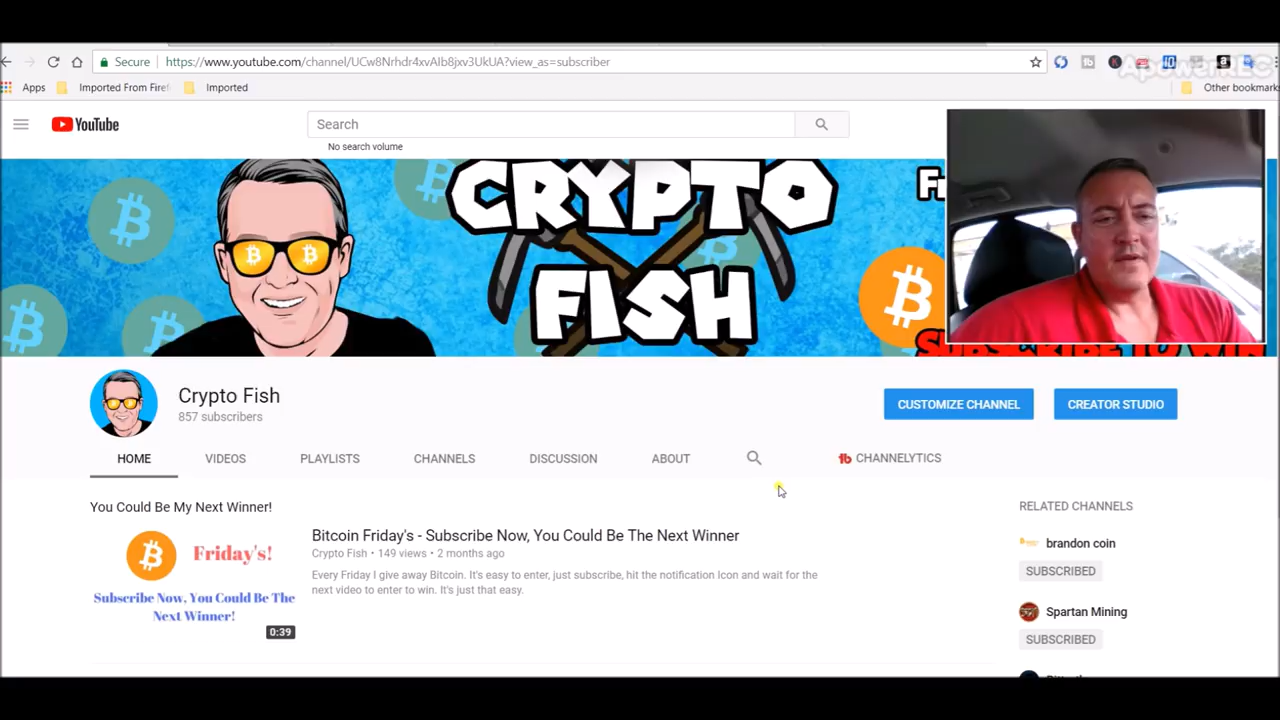 ApowerREC
Secure https://www.youtube.com/channel/UCw8Nrhdr4xvAIb8jxv3UkUA?view_as=subscriber
Apps Imported From Firef Imported Other bookmark
YouTube
Search
No search volume
CRYPTO
FISH
SUBSCRIBE TO WIN
Crypto Fish
857 subscribers
CUSTOMIZE CHANNEL CREATOR STUDIO
HOME VIDEOS PLAYLISTS CHANNELS DISCUSSION ABOUT CHANNELYTICS
You Could Be My Next Winner!
Friday's!
Subscribe Now, You Could Be The
Next Winner!
0:39
Bitcoin Friday's - Subscribe Now, You Could Be The Next Winner
Crypto Fish • 149 views • 2 months ago
Every Friday I give away Bitcoin. It's easy to enter, just subscribe, hit the notification Icon and wait for the
next video to enter to win. It's just that easy.
RELATED CHANNELS
brandon coin
SUBSCRIBED
Spartan Mining
SUBSCRIBED